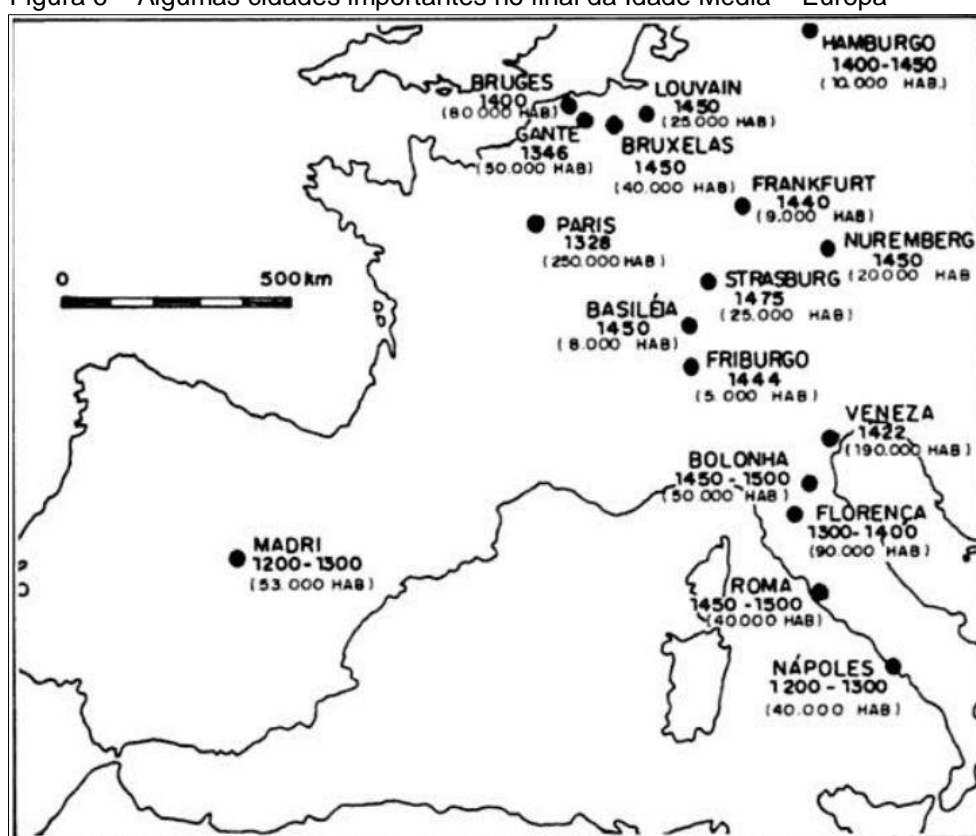 Figura 3 – Algumas cidades importantes no final da Idade Média – Europa
HAMBURGO
1400-1450
(10.000 HAB.)
BRUGES
1400
(80.000 HAB)
LOUVAIN
1450
(25.000 HAB)
GANTE
1346
(50.000 HAB)
BRUXELAS
1450
(40.000 HAB)
FRANKFURT
1440
(9.000 HAB)
PARIS
1328
(250.000 HAB)
NUREMBERG
1450
(20.000 HAB
0 500 km
STRASBURG
1475
(25.000 HAB)
BASILÉIA
1450
(8.000 HAB)
FRIBURGO
1444
(5.000 HAB)
VENEZA
1422
(190.000 HAB)
BOLONHA
1450-1500
(50.000 HAB)
FLORENÇA
1300-1400
(90.000 HAB)
MADRI
1200-1300
(53.000 HAB)
ROMA
1450-1500
(40.000 HAB)
NÁPOLES
1200-1300
(40.000 HAB)